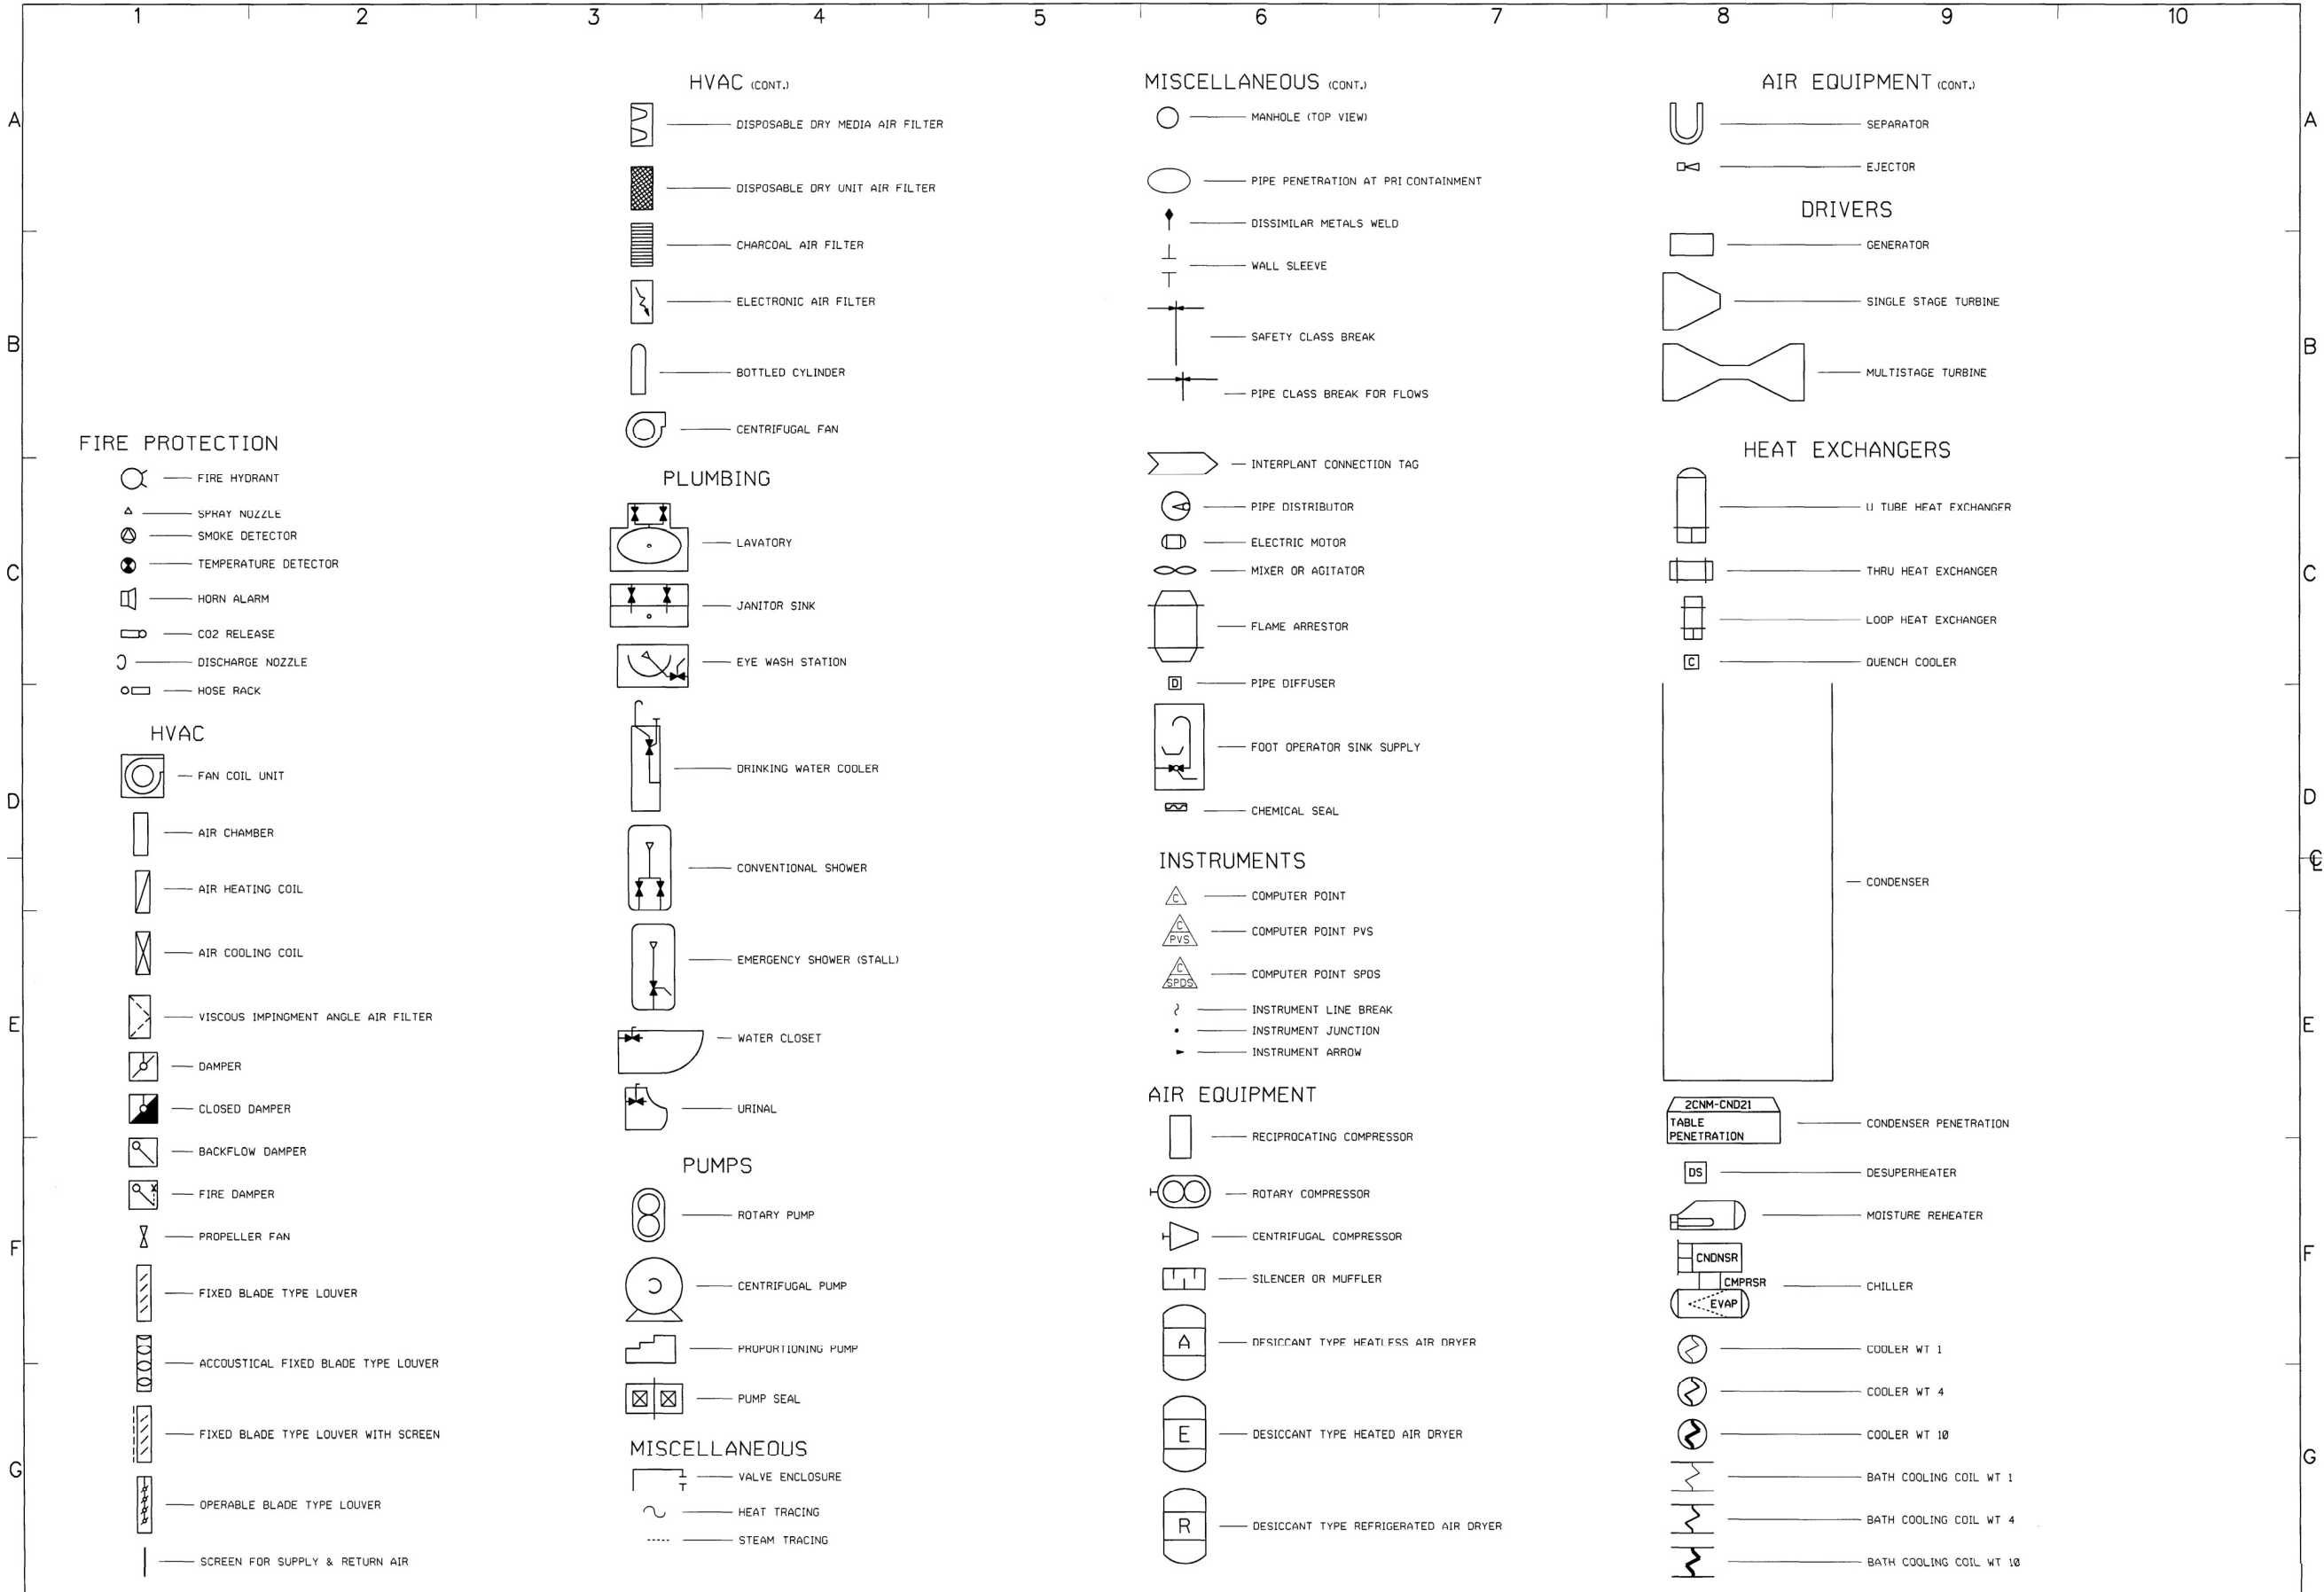 1 2 3 4 5 6 7 8 9 10
A
B
C
D
E
F
G
FIRE PROTECTION
FIRE HYDRANT
SPRAY NOZZLE
SMOKE DETECTOR
TEMPERATURE DETECTOR
HORN ALARM
CO2 RELEASE
DISCHARGE NOZZLE
HOSE RACK
HVAC
FAN COIL UNIT
AIR CHAMBER
AIR HEATING COIL
AIR COOLING COIL
VISCOUS IMPINGMENT ANGLE AIR FILTER
DAMPER
CLOSED DAMPER
BACKFLOW DAMPER
FIRE DAMPER
PROPELLER FAN
FIXED BLADE TYPE LOUVER
ACCOUSTICAL FIXED BLADE TYPE LOUVER
FIXED BLADE TYPE LOUVER WITH SCREEN
OPERABLE BLADE TYPE LOUVER
SCREEN FOR SUPPLY & RETURN AIR
HVAC (CONT.)
DISPOSABLE DRY MEDIA AIR FILTER
DISPOSABLE DRY UNIT AIR FILTER
CHARCOAL AIR FILTER
ELECTRONIC AIR FILTER
BOTTLED CYLINDER
CENTRIFUGAL FAN
PLUMBING
LAVATORY
JANITOR SINK
EYE WASH STATION
DRINKING WATER COOLER
CONVENTIONAL SHOWER
EMERGENCY SHOWER (STALL)
WATER CLOSET
URINAL
PUMPS
ROTARY PUMP
CENTRIFUGAL PUMP
PROPORTIONING PUMP
PUMP SEAL
MISCELLANEOUS
VALVE ENCLOSURE
HEAT TRACING
STEAM TRACING
MISCELLANEOUS (CONT.)
MANHOLE (TOP VIEW)
PIPE PENETRATION AT PRI CONTAINMENT
DISSIMILAR METALS WELD
WALL SLEEVE
SAFETY CLASS BREAK
PIPE CLASS BREAK FOR FLOWS
INTERPLANT CONNECTION TAG
PIPE DISTRIBUTOR
ELECTRIC MOTOR
MIXER OR AGITATOR
FLAME ARRESTOR
D PIPE DIFFUSER
FOOT OPERATOR SINK SUPPLY
CHEMICAL SEAL
INSTRUMENTS
C COMPUTER POINT
C
PVS COMPUTER POINT PVS
C
SPDS COMPUTER POINT SPDS
INSTRUMENT LINE BREAK
INSTRUMENT JUNCTION
INSTRUMENT ARROW
AIR EQUIPMENT
RECIPROCATING COMPRESSOR
ROTARY COMPRESSOR
CENTRIFUGAL COMPRESSOR
SILENCER OR MUFFLER
A DESICCANT TYPE HEATLESS AIR DRYER
E DESICCANT TYPE HEATED AIR DRYER
R DESICCANT TYPE REFRIGERATED AIR DRYER
AIR EQUIPMENT (CONT.)
SEPARATOR
EJECTOR
DRIVERS
GENERATOR
SINGLE STAGE TURBINE
MULTISTAGE TURBINE
HEAT EXCHANGERS
U TUBE HEAT EXCHANGER
THRU HEAT EXCHANGER
LOOP HEAT EXCHANGER
C QUENCH COOLER
CONDENSER
2CNM-CND21
TABLE
PENETRATION
CONDENSER PENETRATION
DS DESUPERHEATER
MOISTURE REHEATER
CNDNSR
CMPRSR
EVAP
CHILLER
COOLER WT 1
COOLER WT 4
COOLER WT 10
BATH COOLING COIL WT 1
BATH COOLING COIL WT 4
BATH COOLING COIL WT 10
A
B
C
D
E
F
G